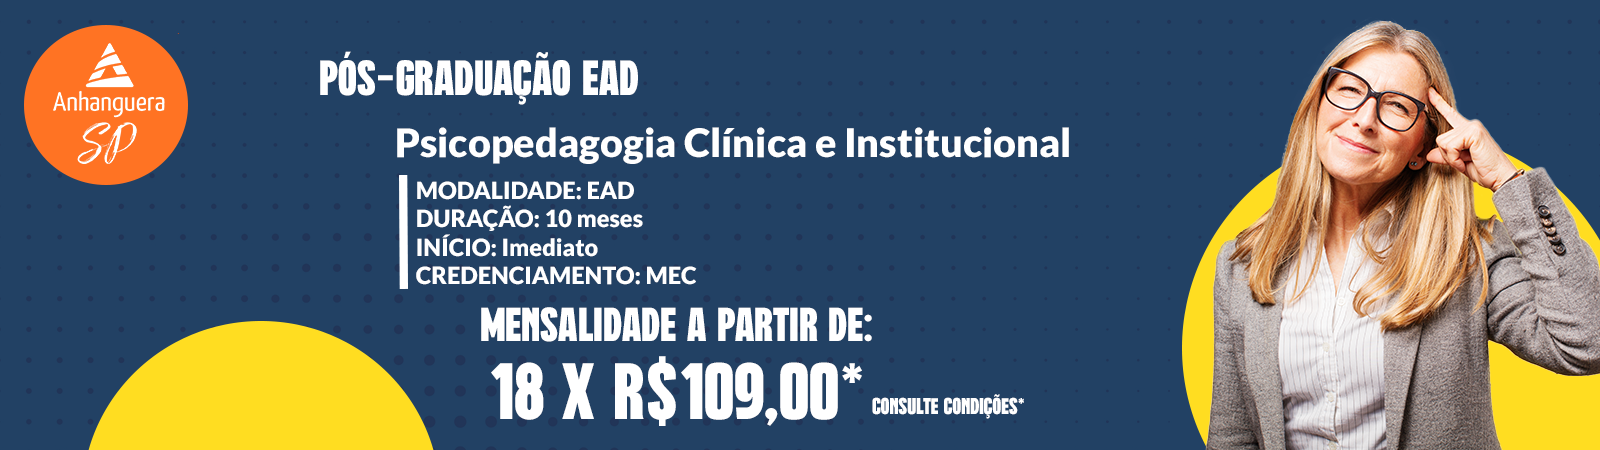 Anhanguera
SP
PÓS-GRADUAÇÃO EAD
Psicopedagogia Clínica e Institucional
MODALIDADE: EAD
DURAÇÃO: 10 meses
INÍCIO: Imediato
CREDENCIAMENTO: MEC
MENSALIDADE A PARTIR DE:
18 X R$109,00*
CONSULTE CONDIÇÕES*